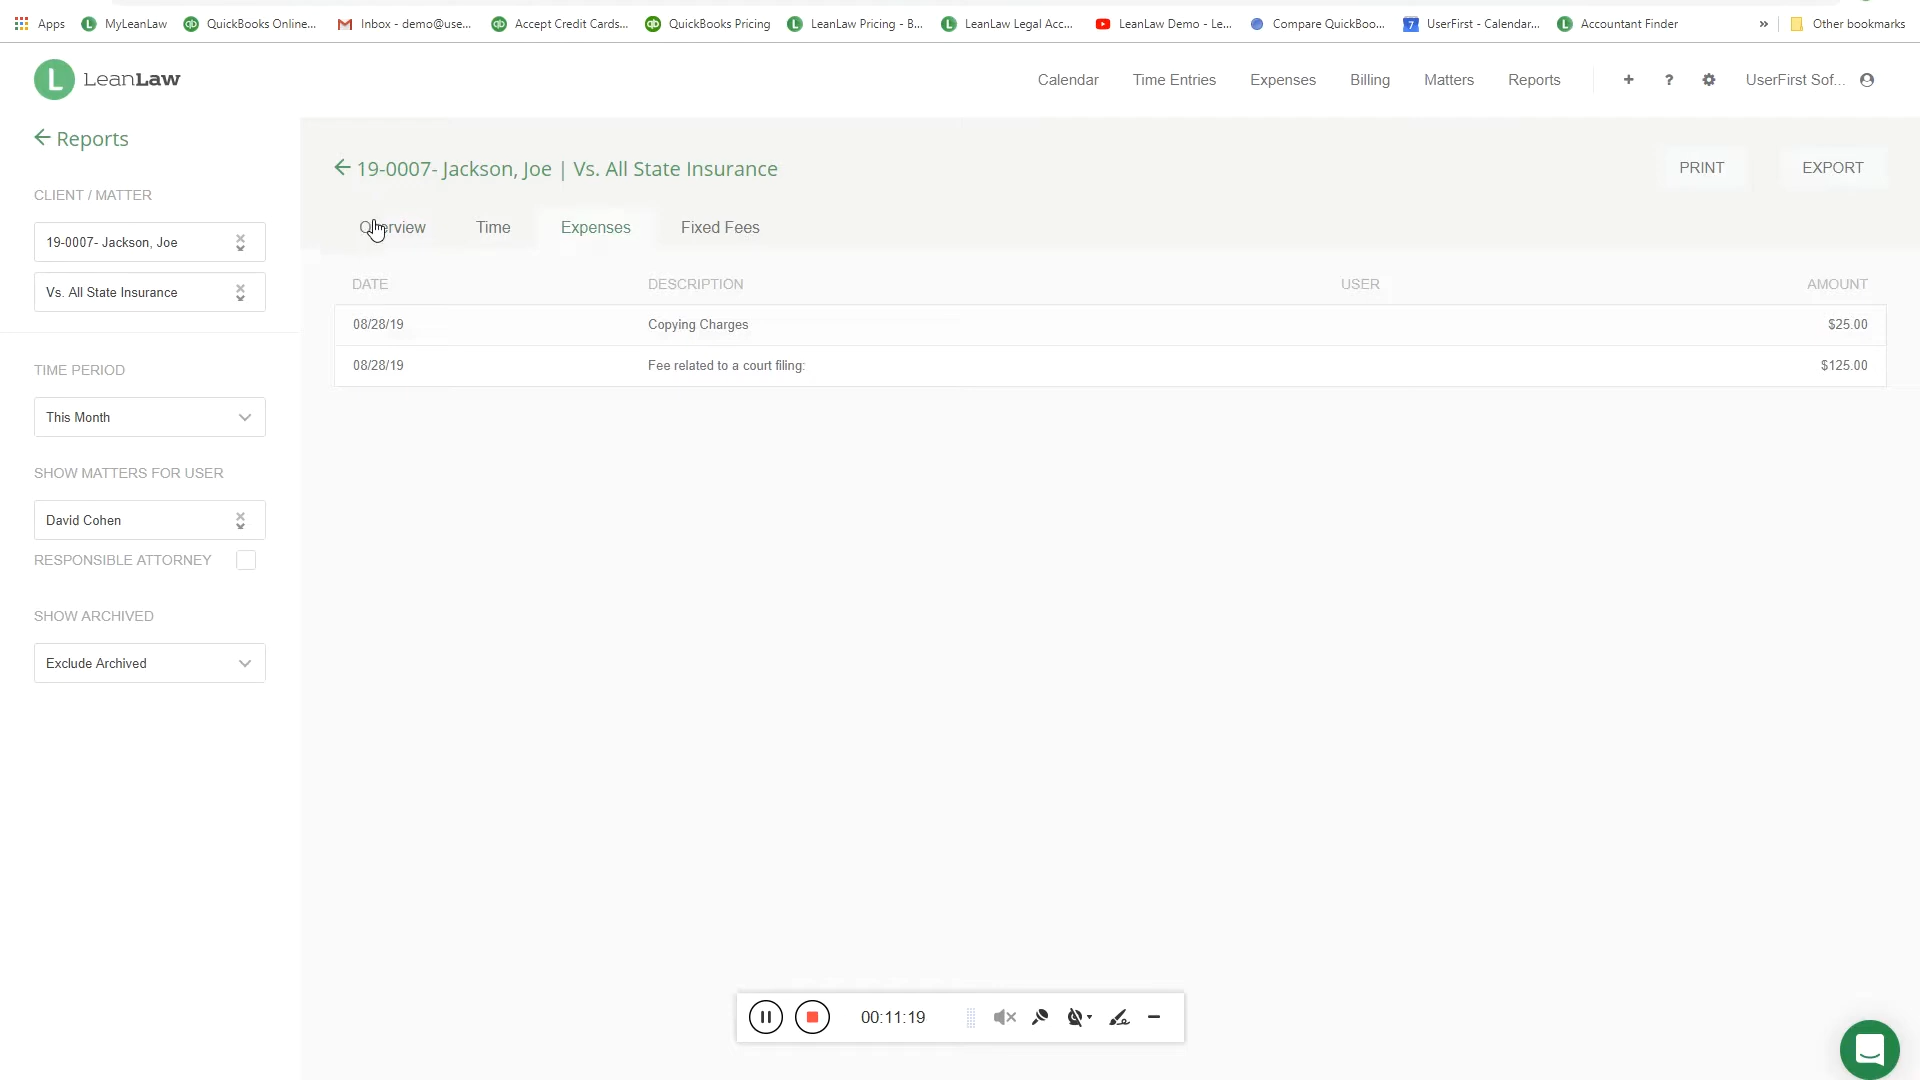 Apps MyLeanLaw QuickBooks Online... Inbox - demo@use... Accept Credit Cards... QuickBooks Pricing LeanLaw Pricing - B... LeanLaw Legal Acc... LeanLaw Demo - Le... Compare QuickBoo... UserFirst - Calendar... Accountant Finder » Other bookmarks
L LeanLaw Calendar Time Entries Expenses Billing Matters Reports + ? UserFirst Sof...
Reports
CLIENT / MATTER
19-0007- Jackson, Joe
Vs. All State Insurance
TIME PERIOD
This Month
SHOW MATTERS FOR USER
David Cohen
RESPONSIBLE ATTORNEY
SHOW ARCHIVED
Exclude Archived
19-0007- Jackson, Joe | Vs. All State Insurance PRINT EXPORT
Overview Time Expenses Fixed Fees
DATE DESCRIPTION USER AMOUNT
08/28/19 Copying Charges $25.00
08/28/19 Fee related to a court filing: $125.00
00:11:19